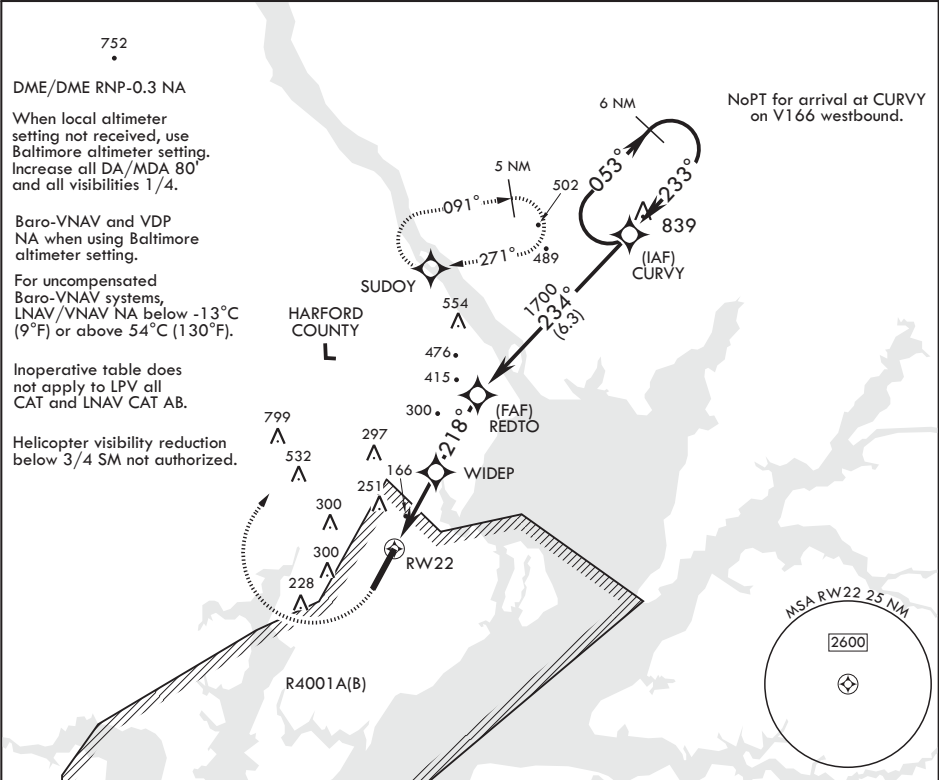 752
DME/DME RNP-0.3 NA
When local altimeter
setting not received, use
Baltimore altimeter setting.
Increase all DA/MDA 80'
and all visibilities 1/4.
Baro-VNAV and VDP
NA when using Baltimore
altimeter setting.
For uncompensated
Baro-VNAV systems,
LNAV/VNAV NA below -13°C
(9°F) or above 54°C (130°F).
Inoperative table does
not apply to LPV all
CAT and LNAV CAT AB.
Helicopter visibility reduction
below 3/4 SM not authorized.
NoPT for arrival at CURVY
on V166 westbound.
6 NM
053°
233°
839
(IAF)
CURVY
5 NM
502
091°
271°
489
SUDOY
1700
234°
(6.3)
554
HARFORD
COUNTY
476
415
300
(FAF)
REDTO
218°
WIDEP
799
532
297
166
251
300
300
228
RW22
R4001A(B)
MSA RW22 25 NM
2600